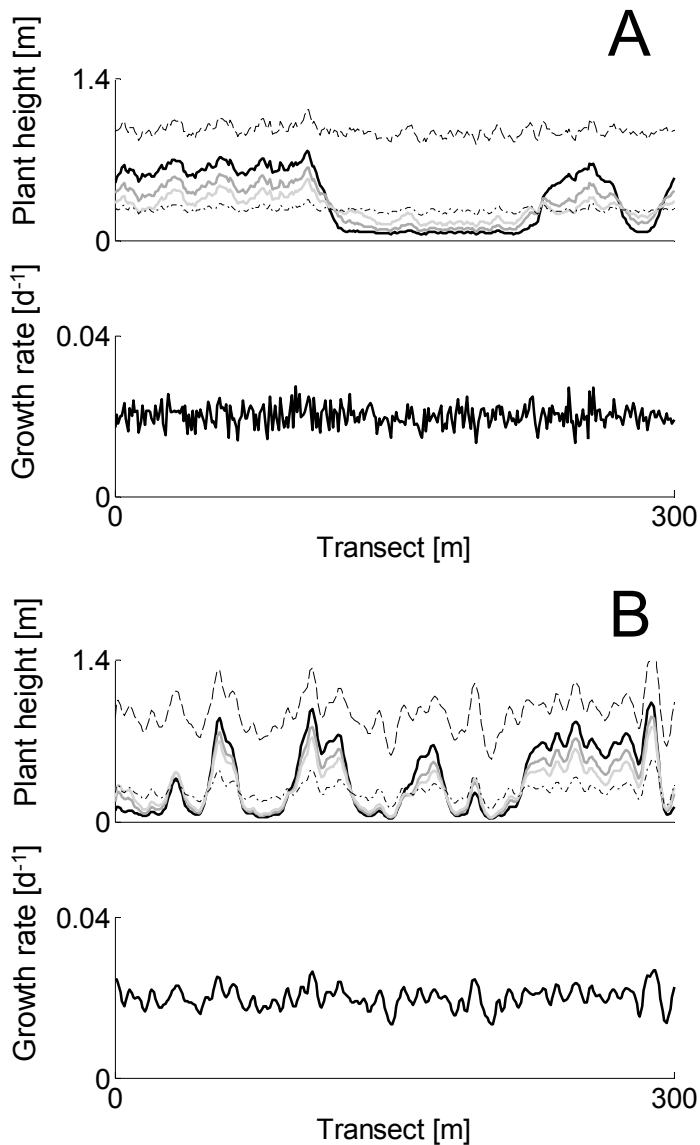 A
Plant height [m]
1.4
0
Growth rate [d-1]
0.04
0
0
300
Transect [m]
B
Plant height [m]
1.4
0
Growth rate [d-1]
0.04
0
0
300
Transect [m]